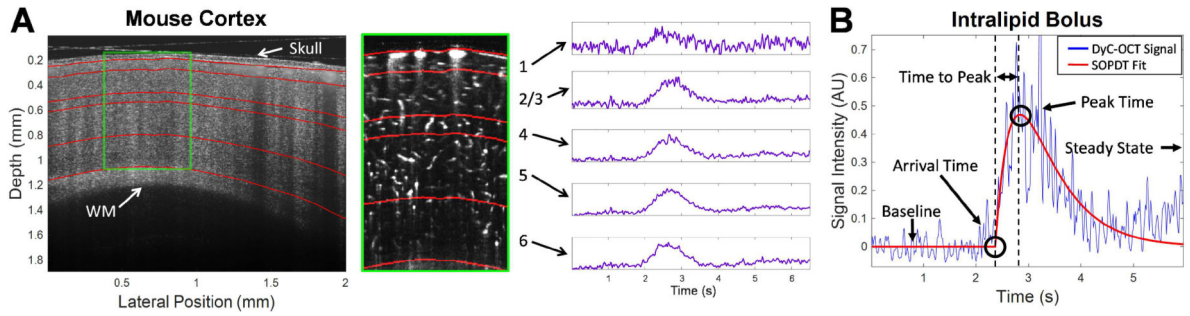 A
Mouse Cortex
Skull
WM
0.2
0.4
0.6
0.8
1
1.2
1.4
1.6
1.8
Depth (mm)
0.5
1
1.5
2
Lateral Position (mm)
1
2/3
4
5
6
0
1
2
3
4
5
6
Time (s)
B
Intralipid Bolus
DyC-OCT Signal
SOPDT Fit
Time to Peak
Peak Time
Steady State
Arrival Time
Baseline
0.7
0.6
0.5
0.4
0.3
0.2
0.1
0
Signal Intensity (AU)
1
2
3
4
5
Time (s)